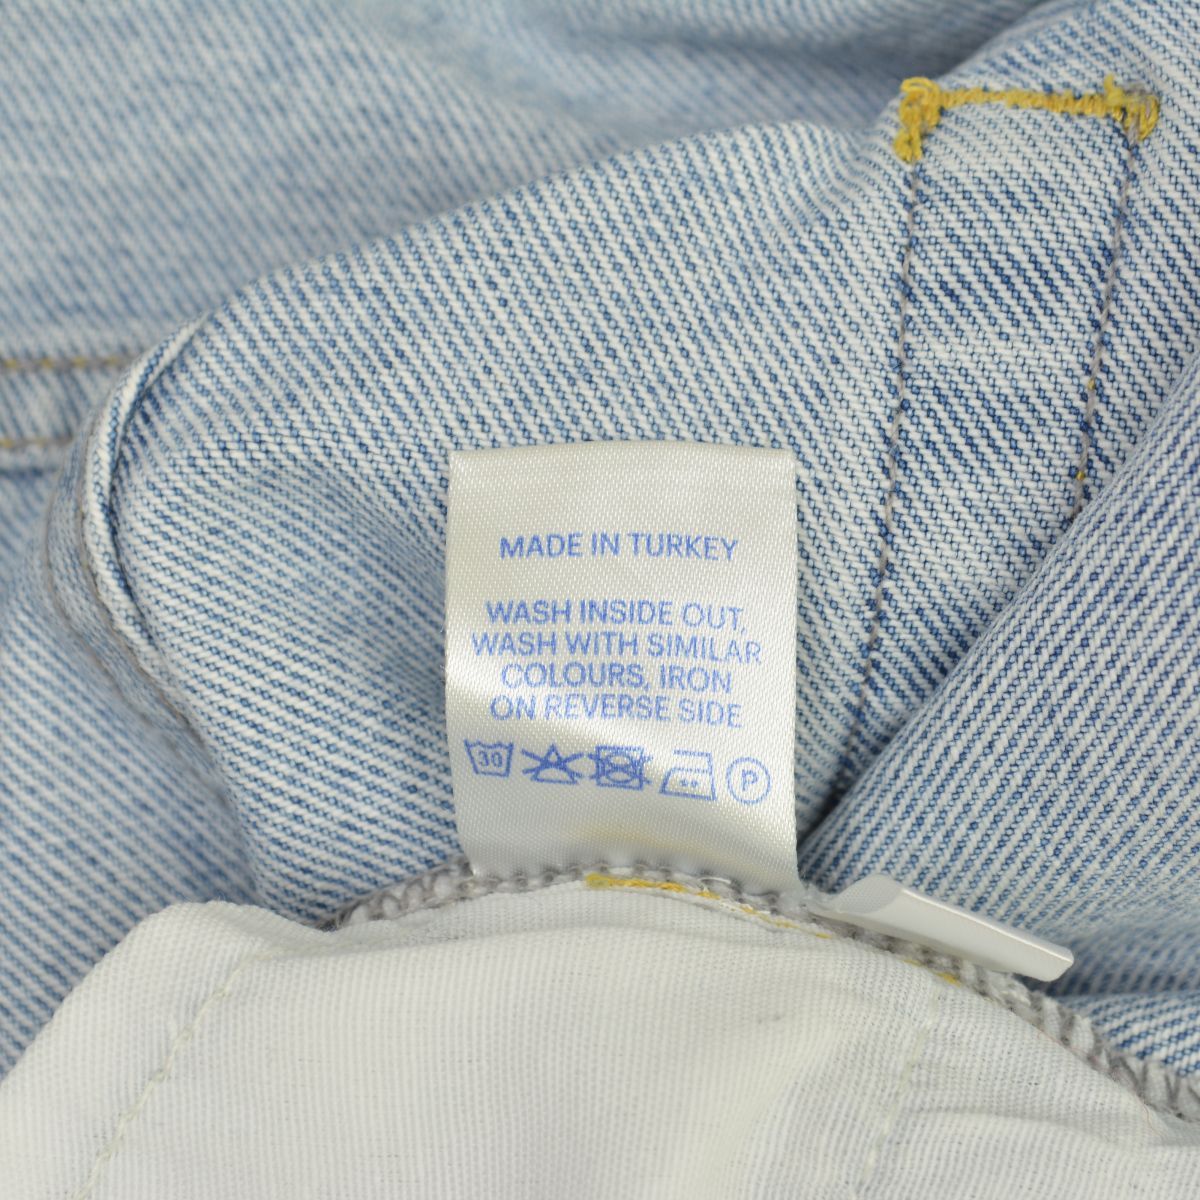 MADE IN TURKEY
WASH INSIDE OUT,
WASH WITH SIMILAR
COLOURS, IRON
ON REVERSE SIDE
30 P